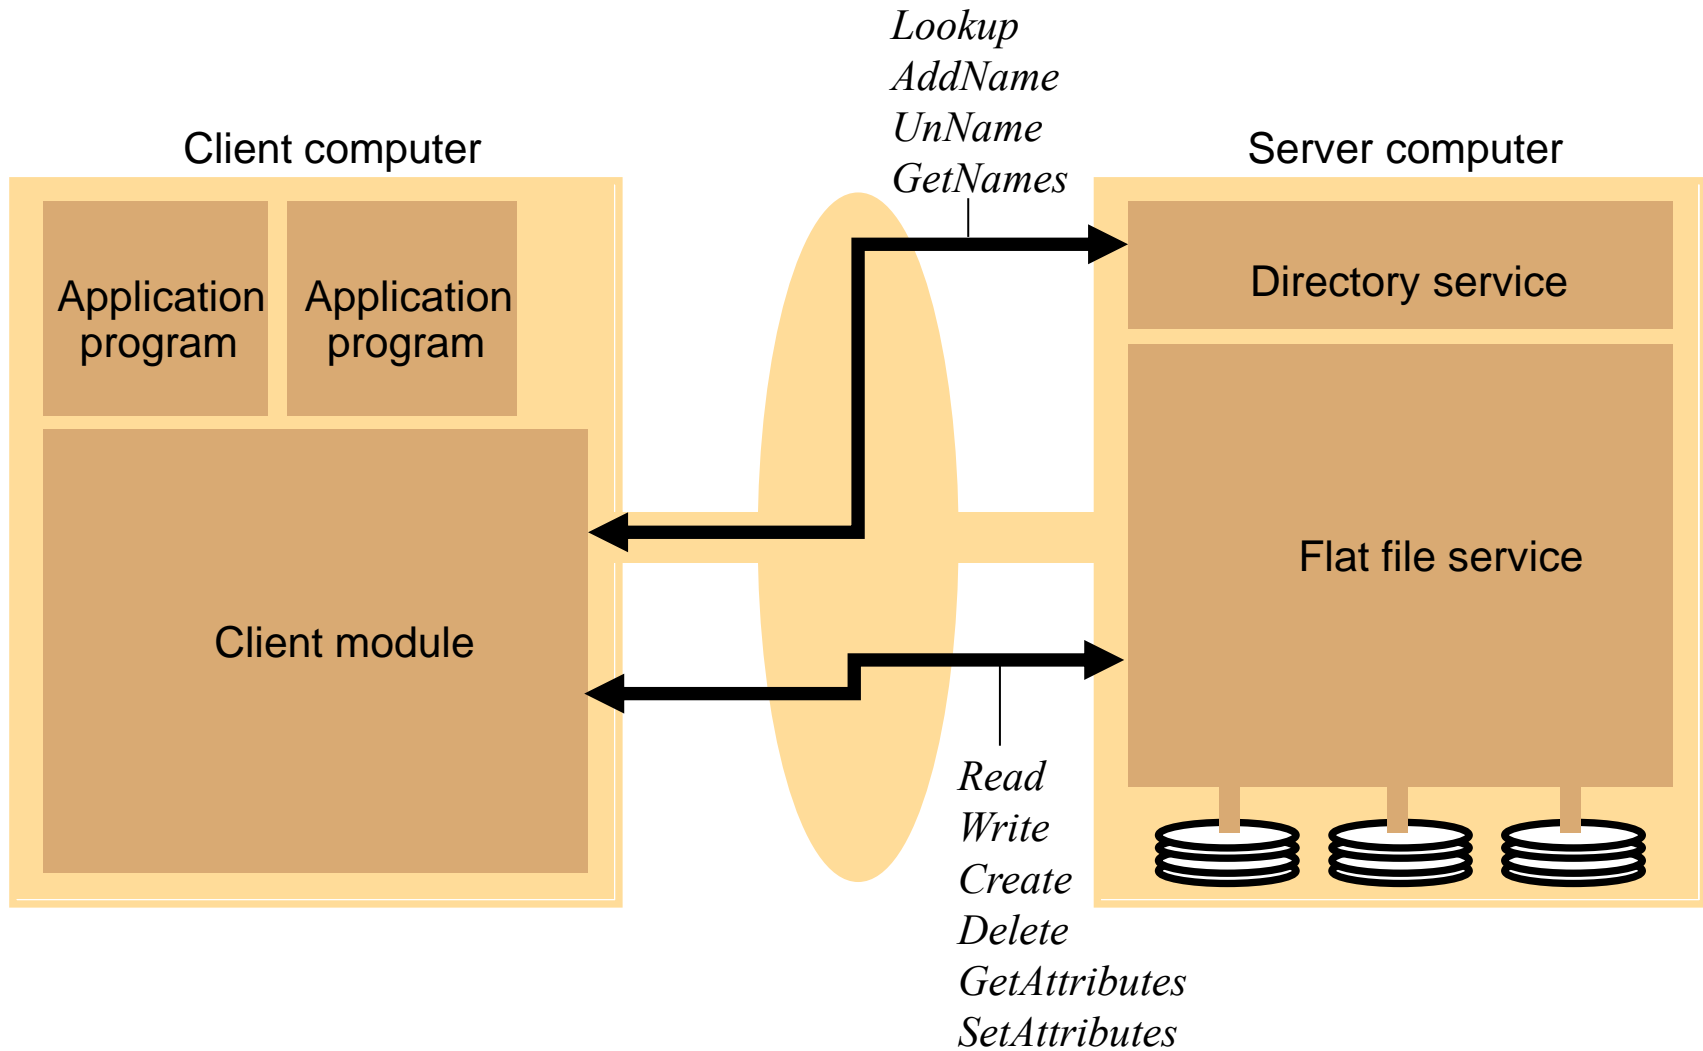 Lookup
AddName
UnName
GetNames
Client computer
Server computer
Application
program
Application
program
Directory service
Client module
Flat file service
Read
Write
Create
Delete
GetAttributes
SetAttributes